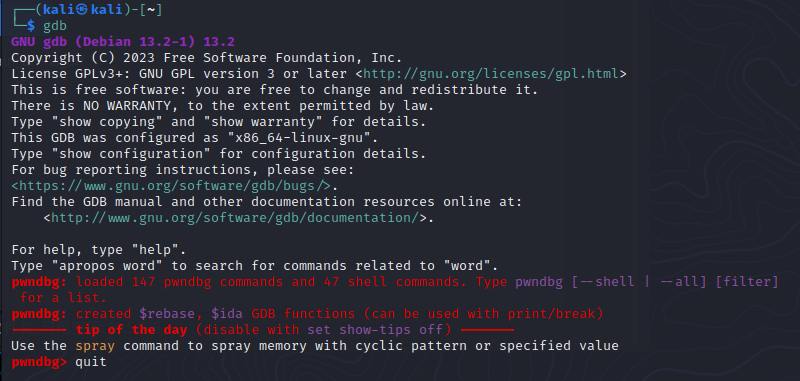 ┌──(kali㉿kali)-[~]
└─$ gdb
GNU gdb (Debian 13.2-1) 13.2
Copyright (C) 2023 Free Software Foundation, Inc.
License GPLv3+: GNU GPL version 3 or later <http://gnu.org/licenses/gpl.html>
This is free software: you are free to change and redistribute it.
There is NO WARRANTY, to the extent permitted by law.
Type "show copying" and "show warranty" for details.
This GDB was configured as "x86_64-linux-gnu".
Type "show configuration" for configuration details.
For bug reporting instructions, please see:
<https://www.gnu.org/software/gdb/bugs/>.
Find the GDB manual and other documentation resources online at:
    <http://www.gnu.org/software/gdb/documentation/>.

For help, type "help".
Type "apropos word" to search for commands related to "word".
pwndbg: loaded 147 pwndbg commands and 47 shell commands. Type pwndbg [--shell | --all] [filter]
 for a list.
pwndbg: created $rebase, $ida GDB functions (can be used with print/break)
------- tip of the day (disable with set show-tips off) -------
Use the spray command to spray memory with cyclic pattern or specified value
pwndbg> quit